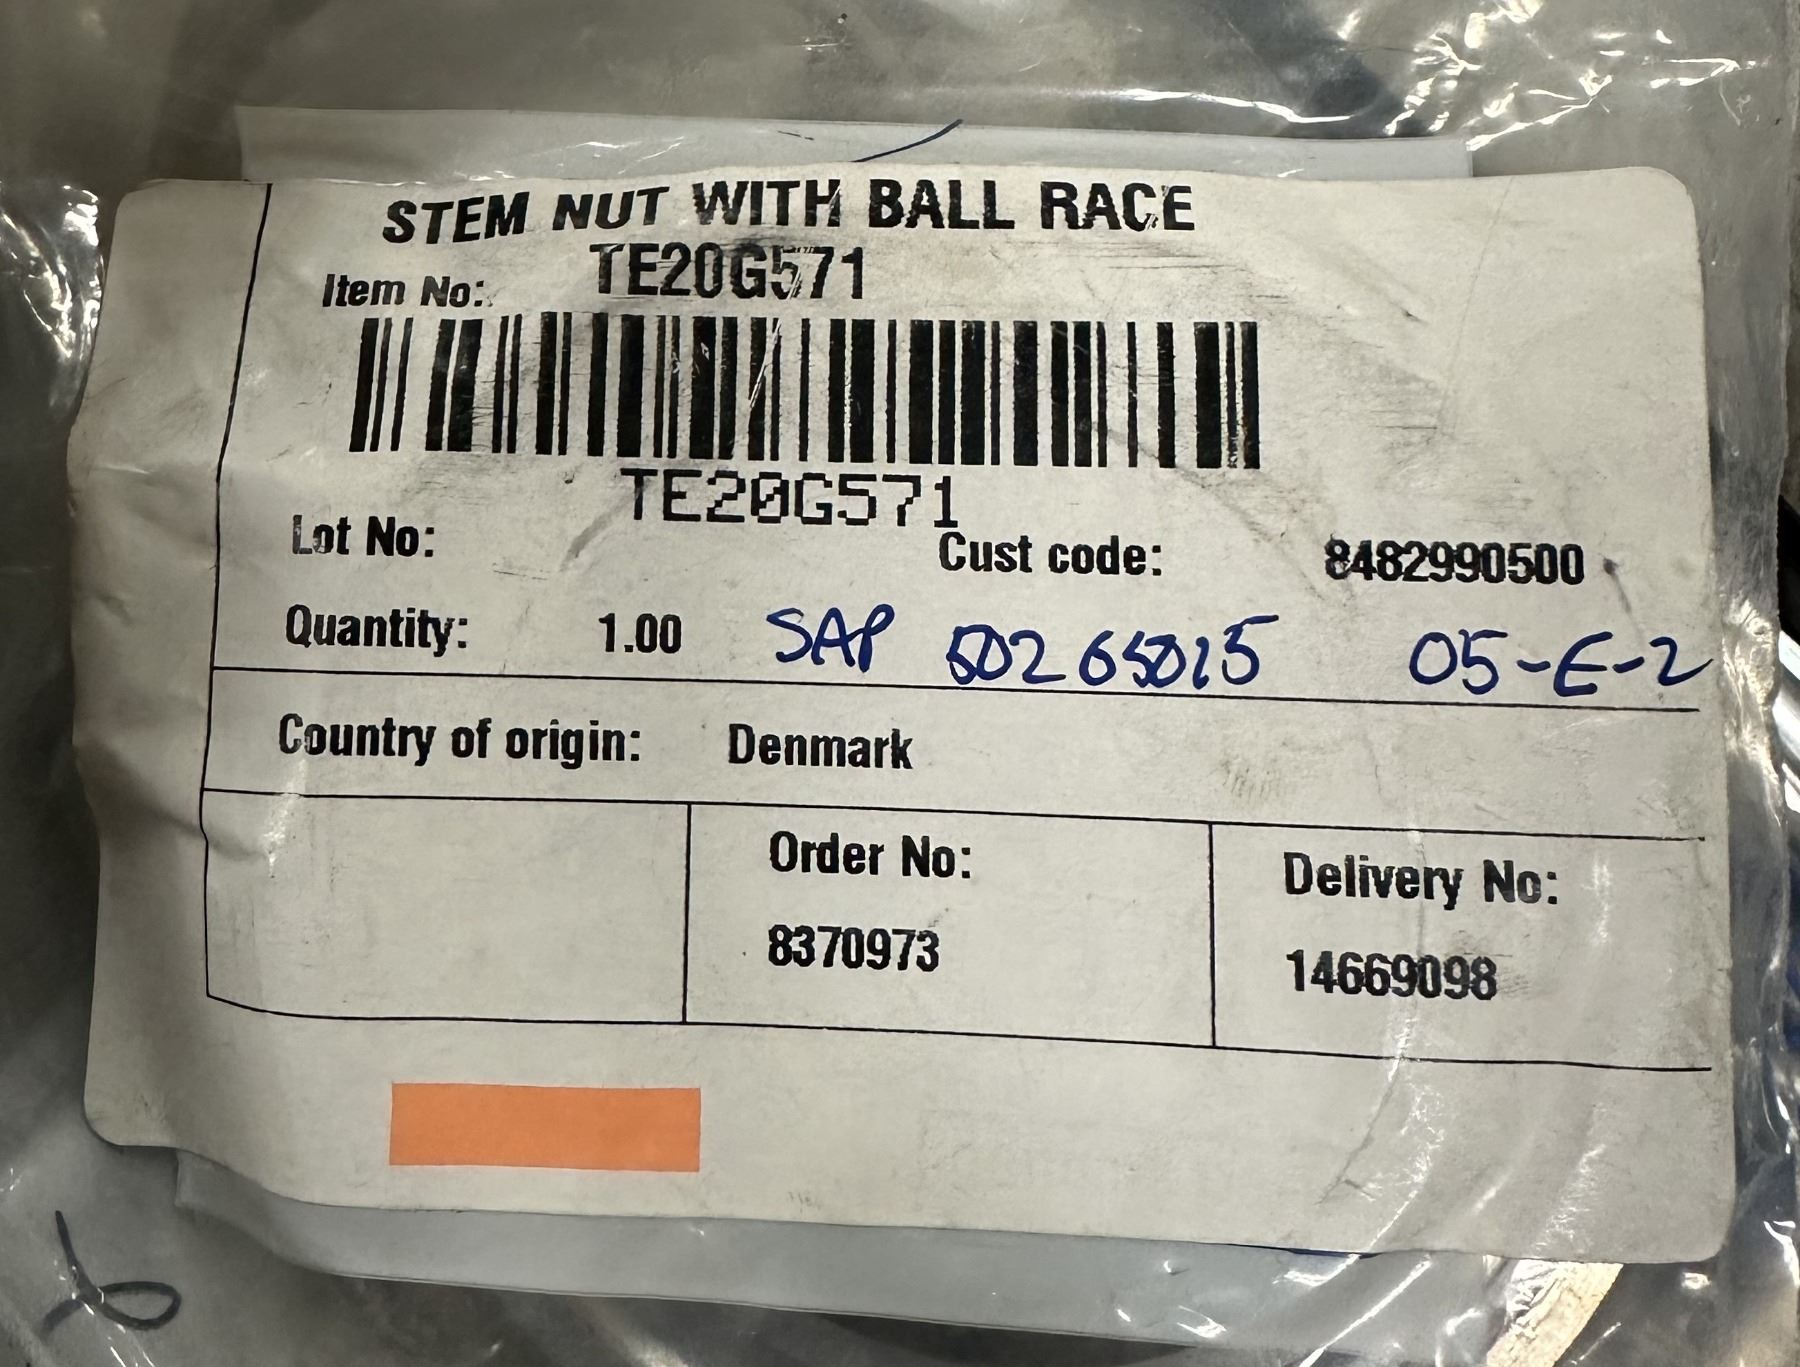 STEM NUT WITH BALL RACE
Item No: TE20G571
TE20G571
Lot No:
Cust code: 8482990500
Quantity: 1.00 SAP 50265015 05-E-2
Country of origin: Denmark
Order No: Delivery No:
8370973 14669098